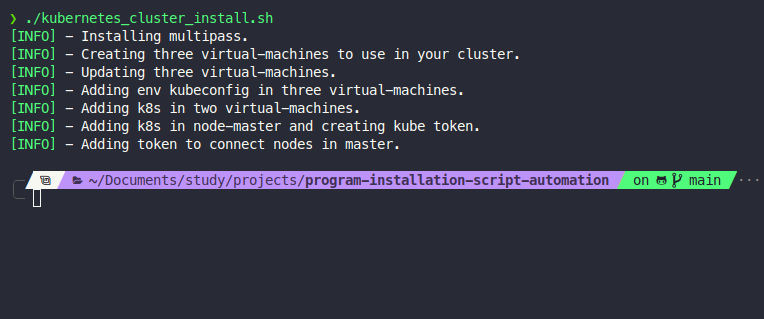 ❯ ./kubernetes_cluster_install.sh
[INFO] - Installing multipass.
[INFO] - Creating three virtual-machines to use in your cluster.
[INFO] - Updating three virtual-machines.
[INFO] - Adding env kubeconfig in three virtual-machines.
[INFO] - Adding k8s in two virtual-machines.
[INFO] - Adding k8s in node-master and creating kube token.
[INFO] - Adding token to connect nodes in master.
~/Documents/study/projects/program-installation-script-automation on main ···